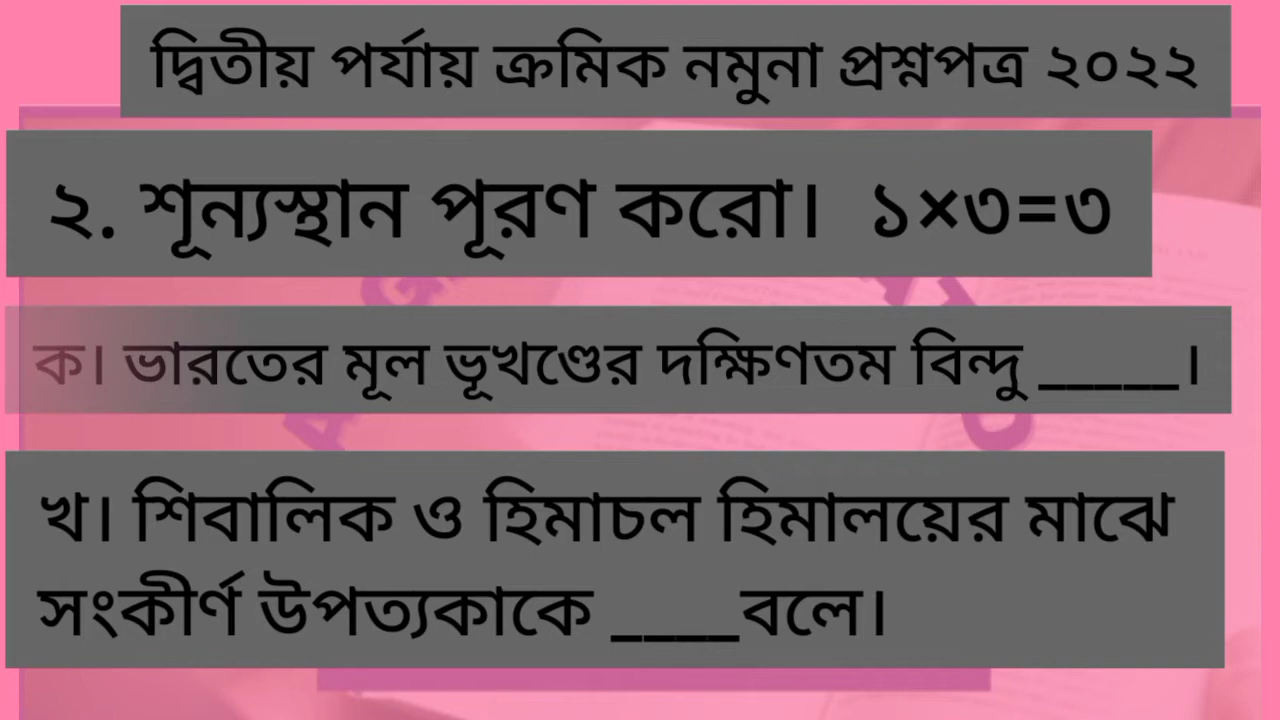 দ্বিতীয় পর্যায় ক্রমিক নমুনা প্রশ্নপত্র ২০২২
২. শূন্যস্থান পূরণ করো। ১×৩=৩
ক। ভারতের মূল ভূখণ্ডের দক্ষিণতম বিন্দু _____।
খ। শিবালিক ও হিমাচল হিমালয়ের মাঝে
সংকীর্ণ উপত্যকাকে ____বলে।